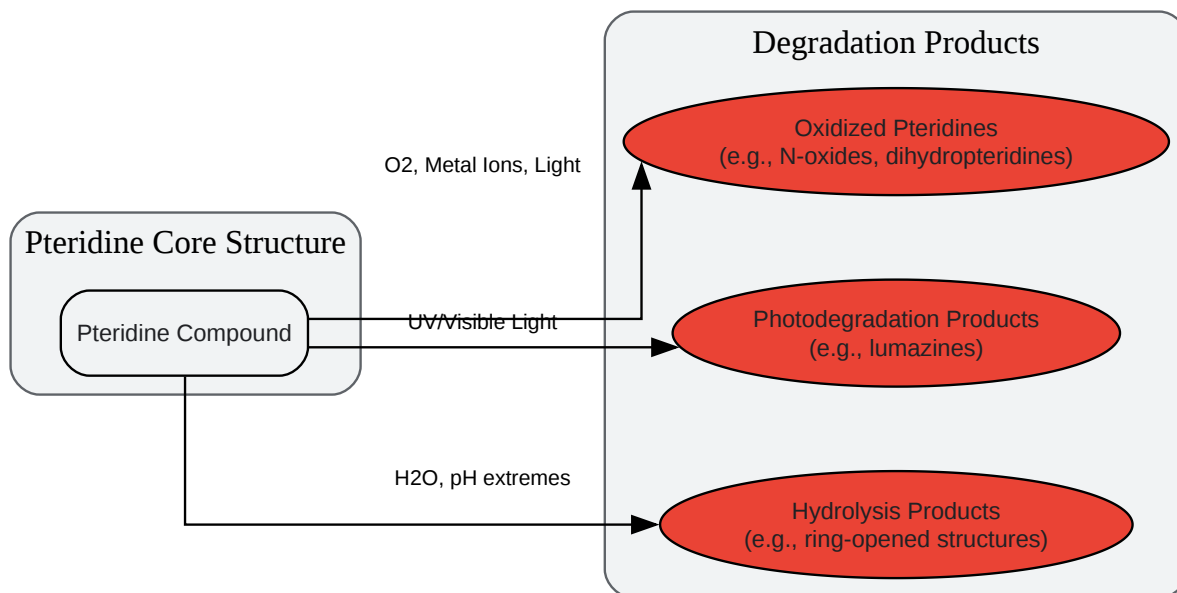 Degradation Products
Oxidized Pteridines
(e.g., N-oxides, dihydropteridines)
O2, Metal Ions, Light
Pteridine Core Structure
Pteridine Compound
UV/Visible Light
Photodegradation Products
(e.g., lumazines)
H2O, pH extremes
Hydrolysis Products
(e.g., ring-opened structures)